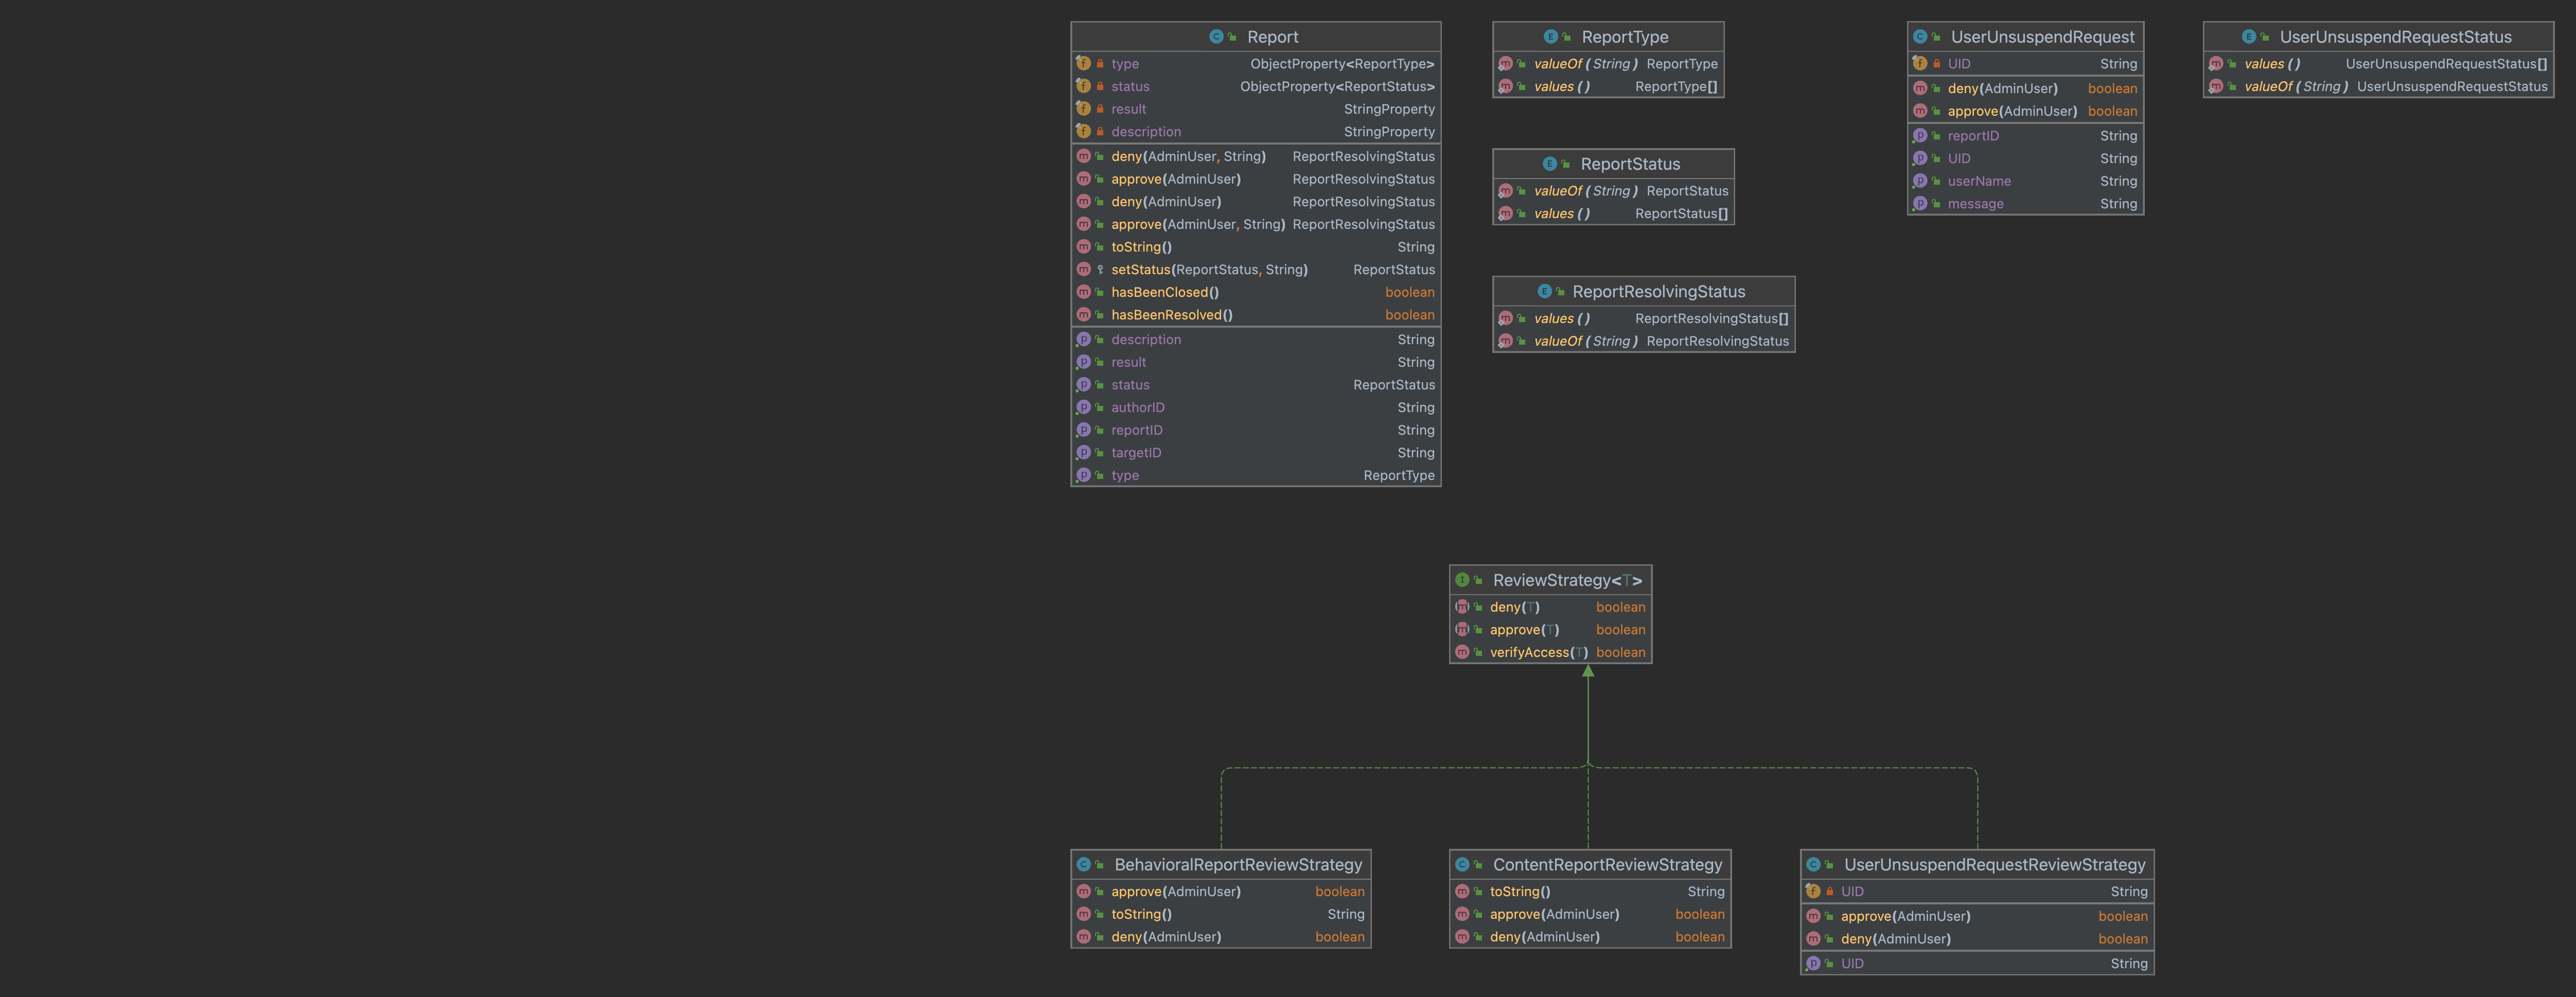 Report
type ObjectProperty<ReportType>
status ObjectProperty<ReportStatus>
result StringProperty
description StringProperty
deny(AdminUser, String) ReportResolvingStatus
approve(AdminUser) ReportResolvingStatus
deny(AdminUser) ReportResolvingStatus
approve(AdminUser, String) ReportResolvingStatus
toString() String
setStatus(ReportStatus, String) ReportStatus
hasBeenClosed() boolean
hasBeenResolved() boolean
description String
result String
status ReportStatus
authorID String
reportID String
targetID String
type ReportType
ReportType
valueOf(String) ReportType
values() ReportType[]
ReportStatus
valueOf(String) ReportStatus
values() ReportStatus[]
ReportResolvingStatus
values() ReportResolvingStatus[]
valueOf(String) ReportResolvingStatus
UserUnsuspendRequest
UID String
deny(AdminUser) boolean
approve(AdminUser) boolean
reportID String
UID String
userName String
message String
UserUnsuspendRequestStatus
values() UserUnsuspendRequestStatus[]
valueOf(String) UserUnsuspendRequestStatus
ReviewStrategy<T>
deny(T) boolean
approve(T) boolean
verifyAccess(T) boolean
BehavioralReportReviewStrategy
approve(AdminUser) boolean
toString() String
deny(AdminUser) boolean
ContentReportReviewStrategy
toString() String
approve(AdminUser) boolean
deny(AdminUser) boolean
UserUnsuspendRequestReviewStrategy
UID String
approve(AdminUser) boolean
deny(AdminUser) boolean
UID String